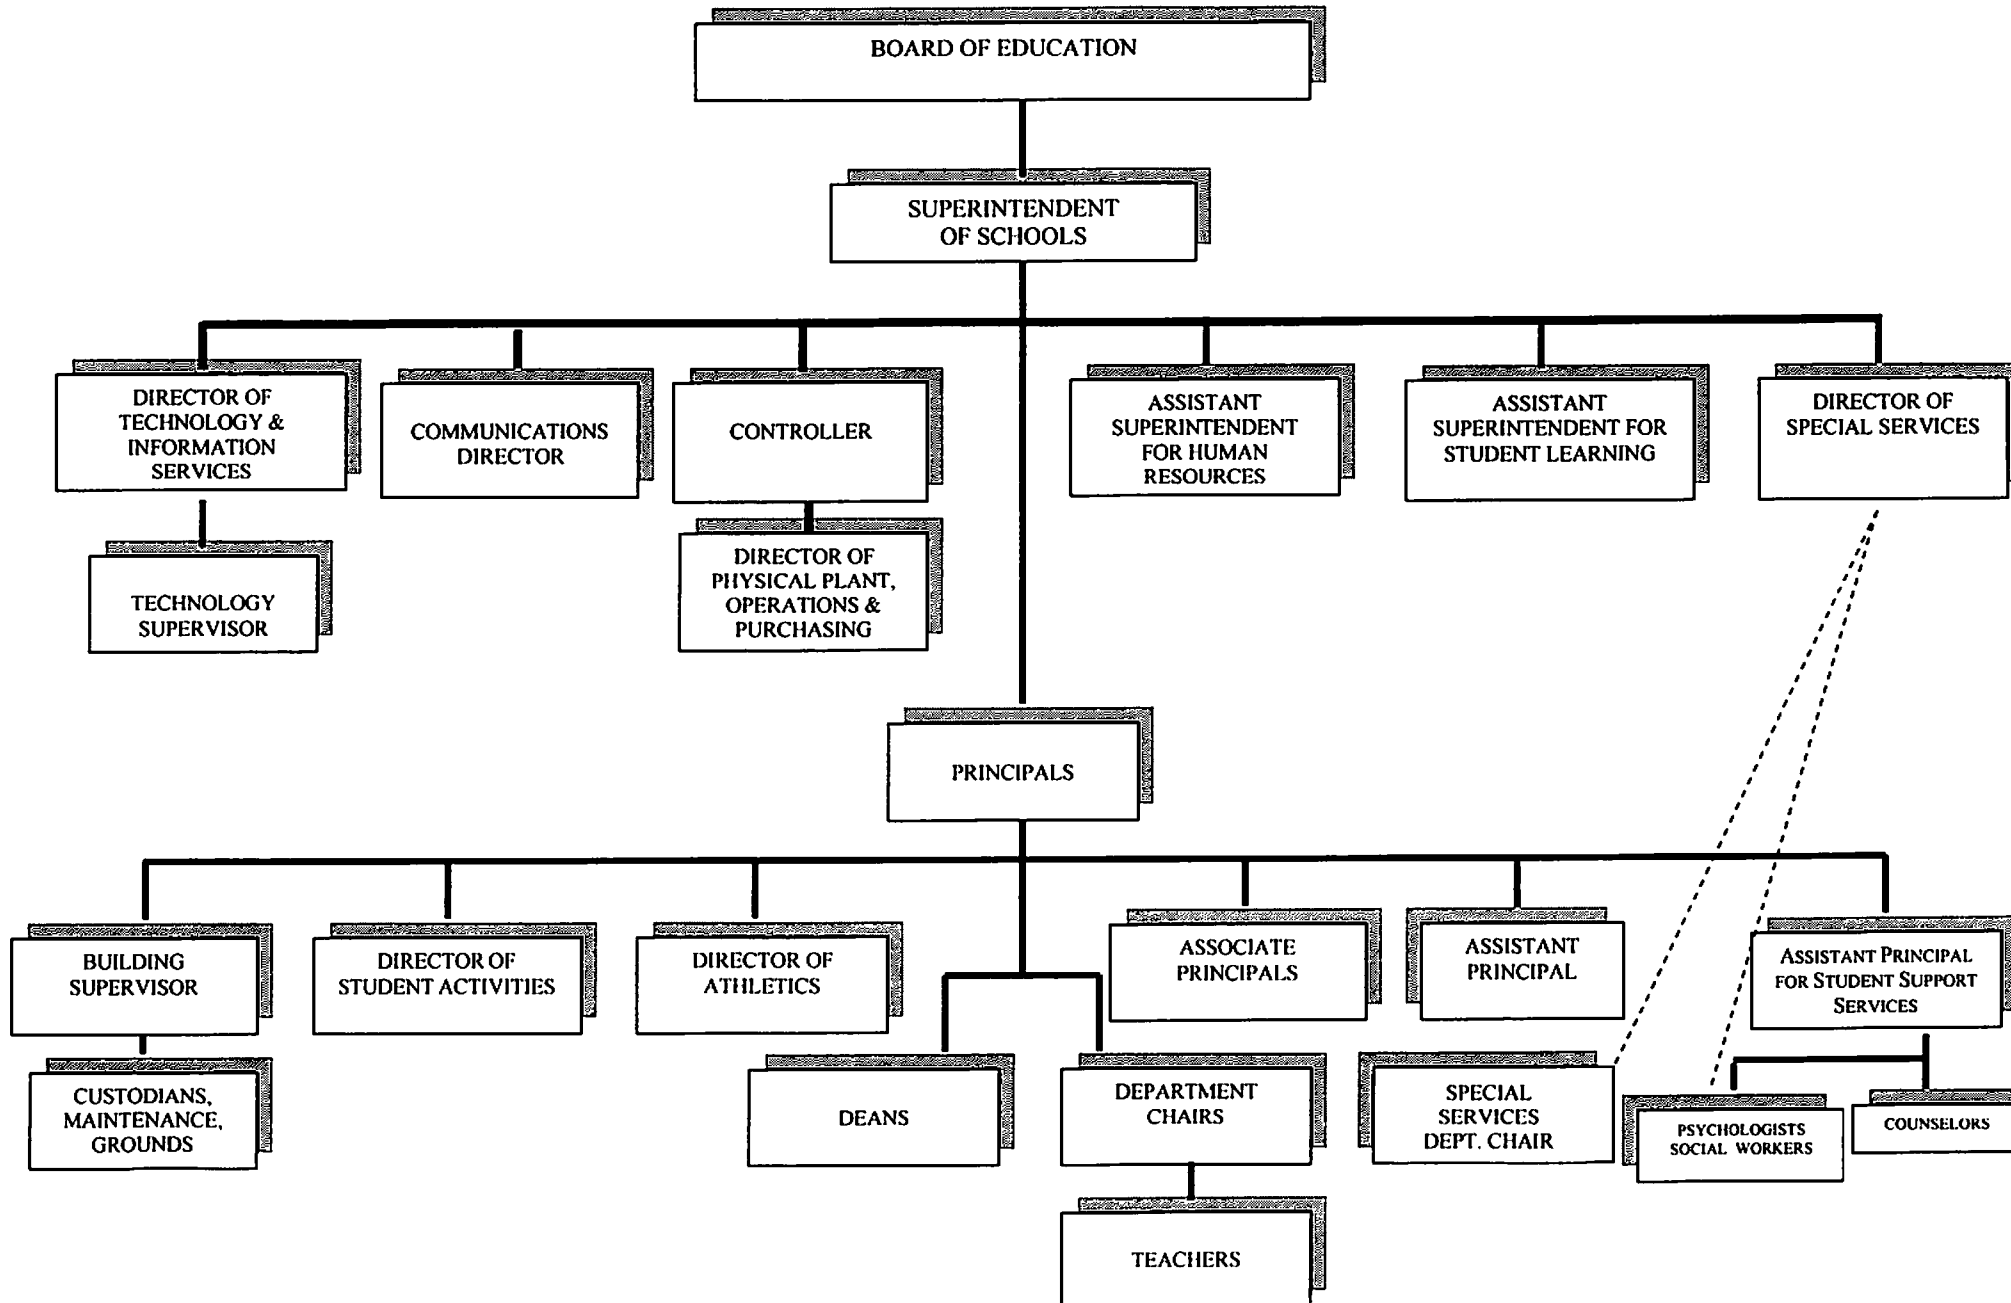 BOARD OF EDUCATION
SUPERINTENDENT
OF SCHOOLS
DIRECTOR OF
TECHNOLOGY &
INFORMATION
SERVICES
COMMUNICATIONS
DIRECTOR
CONTROLLER
ASSISTANT
SUPERINTENDENT
FOR HUMAN
RESOURCES
ASSISTANT
SUPERINTENDENT FOR
STUDENT LEARNING
DIRECTOR OF
SPECIAL SERVICES
TECHNOLOGY
SUPERVISOR
DIRECTOR OF
PHYSICAL PLANT,
OPERATIONS &
PURCHASING
PRINCIPALS
BUILDING
SUPERVISOR
DIRECTOR OF
STUDENT ACTIVITIES
DIRECTOR OF
ATHLETICS
ASSOCIATE
PRINCIPALS
ASSISTANT
PRINCIPAL
ASSISTANT PRINCIPAL
FOR STUDENT SUPPORT
SERVICES
CUSTODIANS,
MAINTENANCE,
GROUNDS
DEANS
DEPARTMENT
CHAIRS
SPECIAL
SERVICES
DEPT. CHAIR
PSYCHOLOGISTS
SOCIAL WORKERS
COUNSELORS
TEACHERS